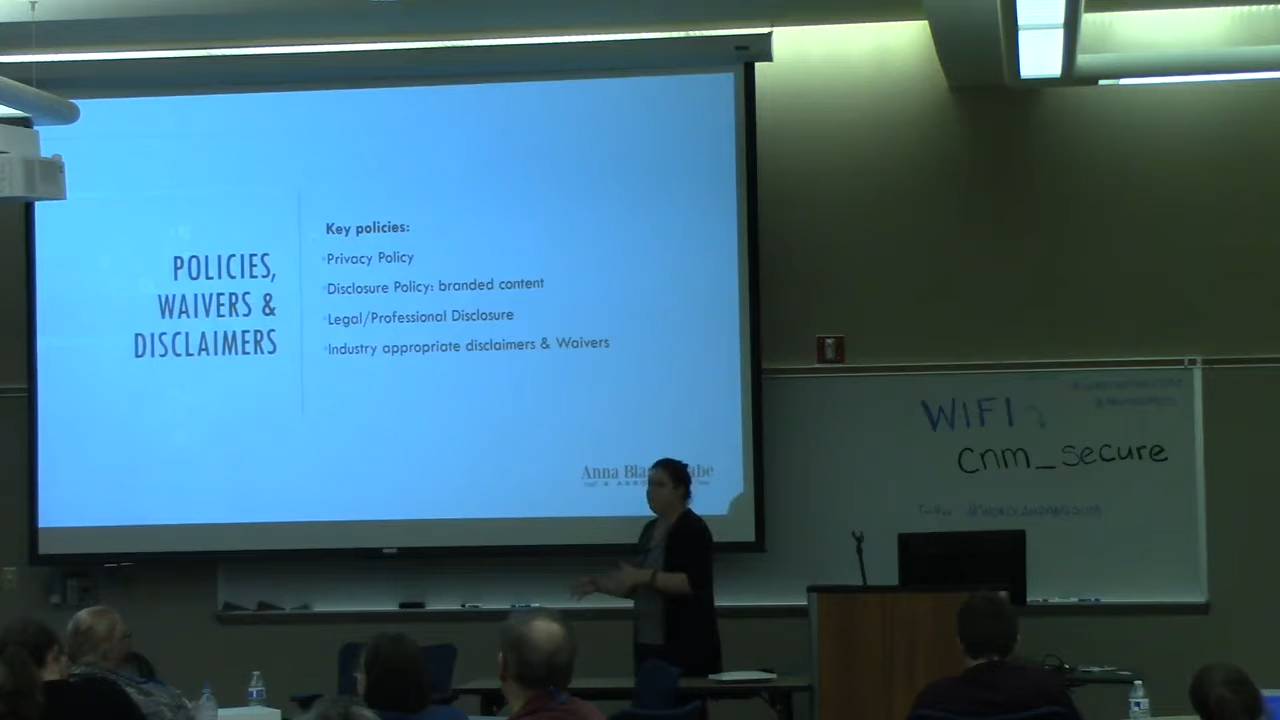 POLICIES,
WAIVERS &
DISCLAIMERS
Key policies:
Privacy Policy
Disclosure Policy: branded content
Legal/Professional Disclosure
Industry appropriate disclaimers & Waivers
Anna
WIFI
cnm_secure